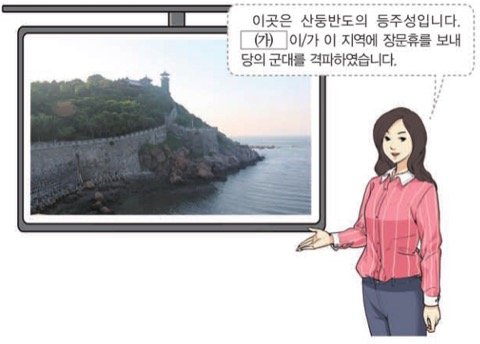 이곳은 산둥반도의 등주성입니다.
(가) 이/가 이 지역에 장문휴를 보내
당의 군대를 격파하였습니다.